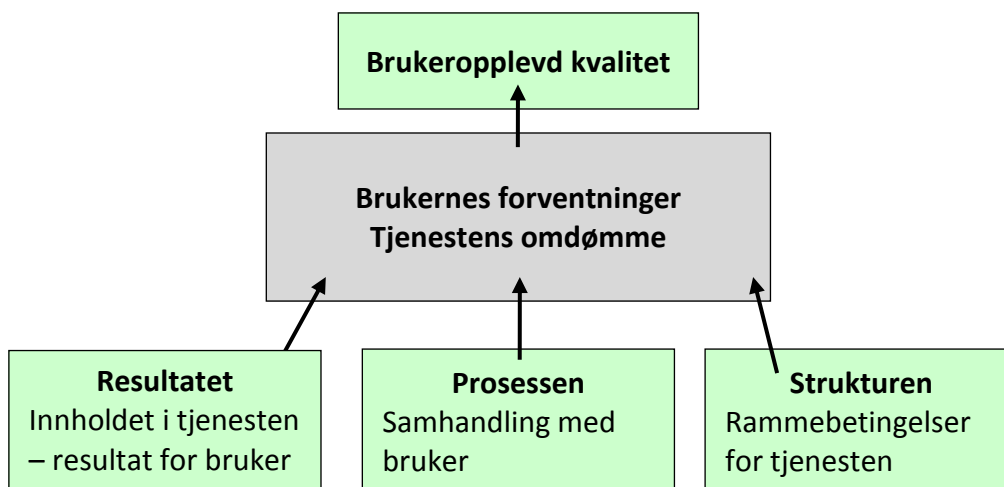 Brukeropplevd kvalitet
Brukernes forventninger
Tjenestens omdømme
Resultatet
Innholdet i tjenesten
– resultat for bruker
Prosessen
Samhandling med
bruker
Strukturen
Rammebetingelser
for tjenesten